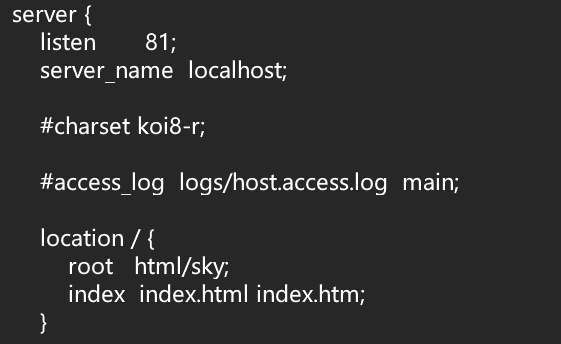 server {
listen 81;
server_name localhost;
#charset koi8-r;
#access_log logs/host.access.log main;
location / {
root html/sky;
index index.html index.htm;
}